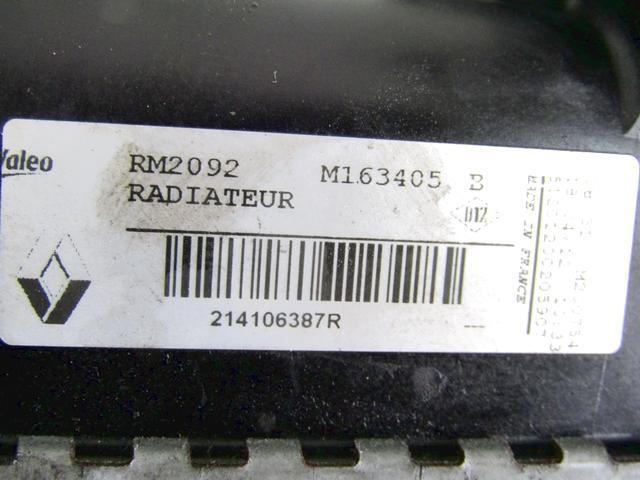 Valeo
RM2092 M163405 B
RADIATEUR
D12
214106387R
---
MADE IN FRANCE